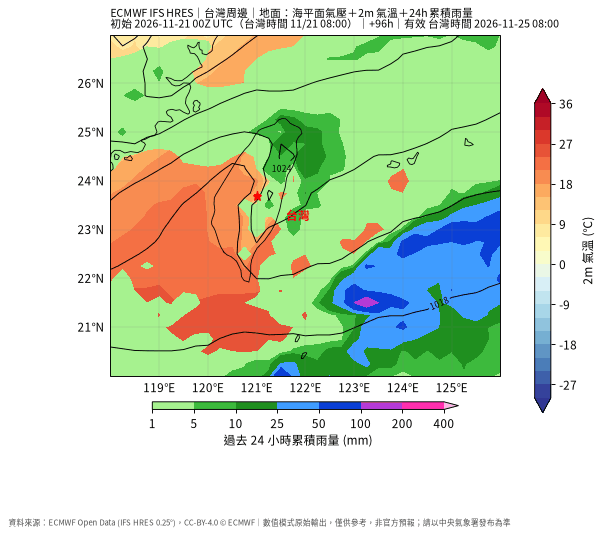 ECMWF IFS HRES｜台灣周邊｜地面：海平面氣壓＋2m 氣溫＋24h 累積雨量
初始 2026-11-21 00Z UTC（台灣時間 11/21 08:00）｜+96h｜有效 台灣時間 2026-11-25 08:00
26°N
25°N
24°N
23°N
22°N
21°N
1024
台灣
1018
119°E 120°E 121°E 122°E 123°E 124°E 125°E
36
27
18
9
0
-9
-18
-27
2m 氣溫 (°C)
1 5 10 25 50 100 200 400
過去 24 小時累積雨量 (mm)
資料來源：ECMWF Open Data (IFS HRES 0.25°)，CC-BY-4.0 © ECMWF｜數值模式原始輸出，僅供參考，非官方預報；請以中央氣象署發布為準